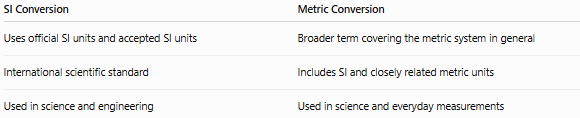 SI Conversion Metric Conversion
Uses official SI units and accepted SI units Broader term covering the metric system in general
International scientific standard Includes SI and closely related metric units
Used in science and engineering Used in science and everyday measurements